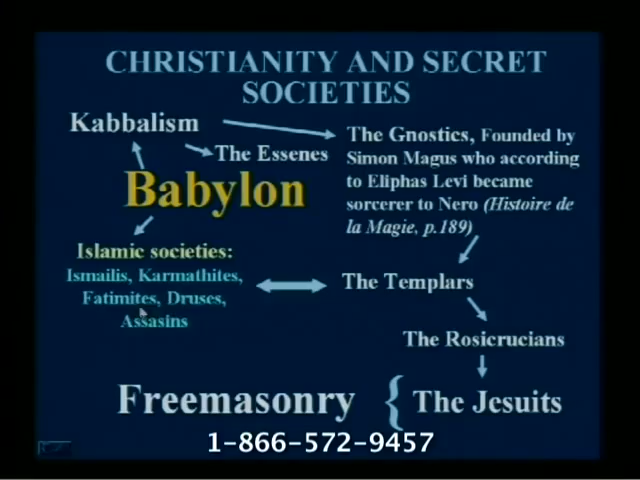 CHRISTIANITY AND SECRET
SOCIETIES
Kabbalism
The Essenes
Babylon
The Gnostics, Founded by
Simon Magus who according
to Eliphas Levi became
sorcerer to Nero (Histoire de
la Magie, p.189)
Islamic societies:
Ismailis, Karmathites,
Fatimites, Druses,
Assasins
The Templars
The Rosicrucians
Freemasonry { The Jesuits
1-866-572-9457